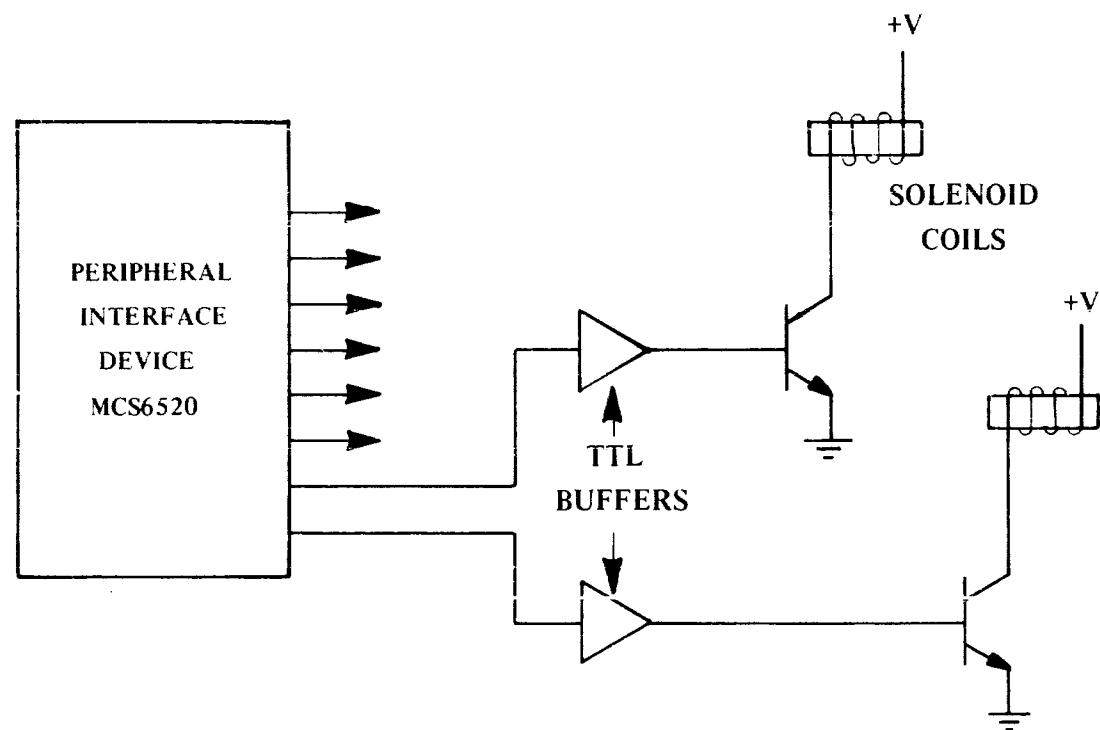 +V
SOLENOID
COILS
PERIPHERAL
INTERFACE
DEVICE
MCS6520
+V
TTL
BUFFERS